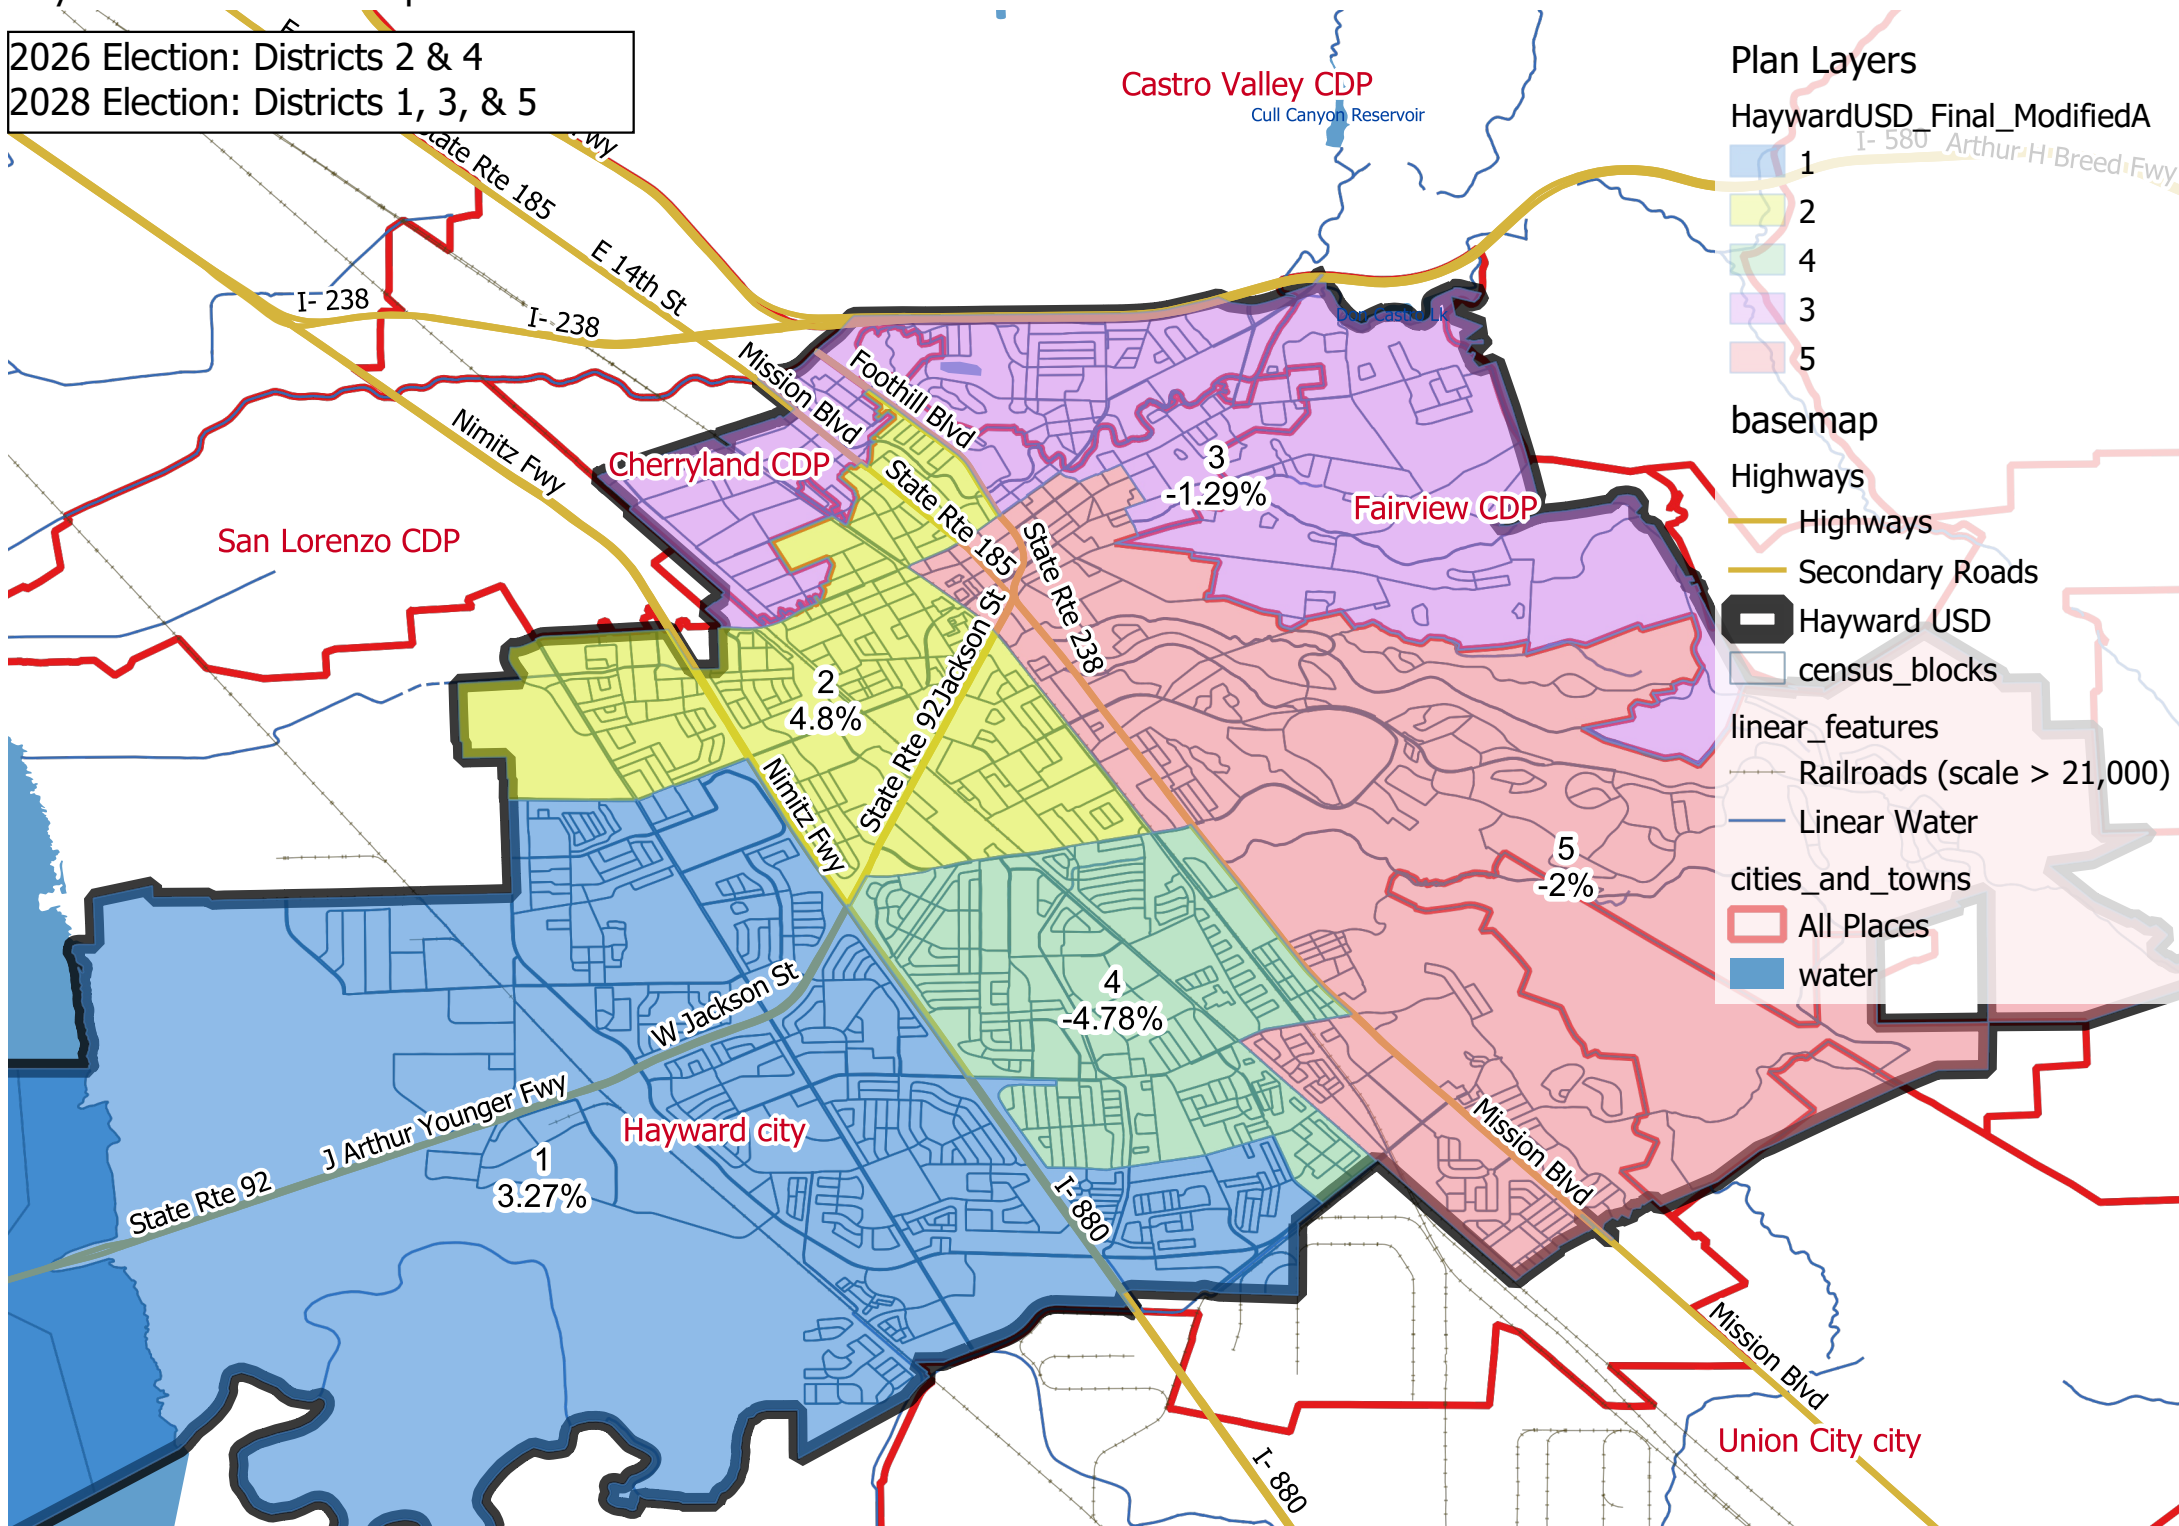 2026 Election: Districts 2 & 4
2028 Election: Districts 1, 3, & 5
Castro Valley CDP
Cull Canyon Reservoir
State Rte 185
E 14th St
I- 238
I- 238
Mission Blvd
Foothill Blvd
Nimitz Fwy
Cherryland CDP
San Lorenzo CDP
State Rte 185
State Rte 238
3
-1.29%
Fairview CDP
2
4.8%
State Rte 92
Jackson St
Nimitz Fwy
5
-2%
4
-4.78%
W Jackson St
J Arthur Younger Fwy
State Rte 92
Hayward city
1
3.27%
I- 880
Mission Blvd
Mission Blvd
I- 880
Union City city
Plan Layers
HaywardUSD_Final_ModifiedA
I- 580 Arthur H Breed Fwy
1
2
4
3
5
basemap
Highways
Highways
Secondary Roads
Hayward USD
census_blocks
linear_features
Railroads (scale > 21,000)
Linear Water
cities_and_towns
All Places
water